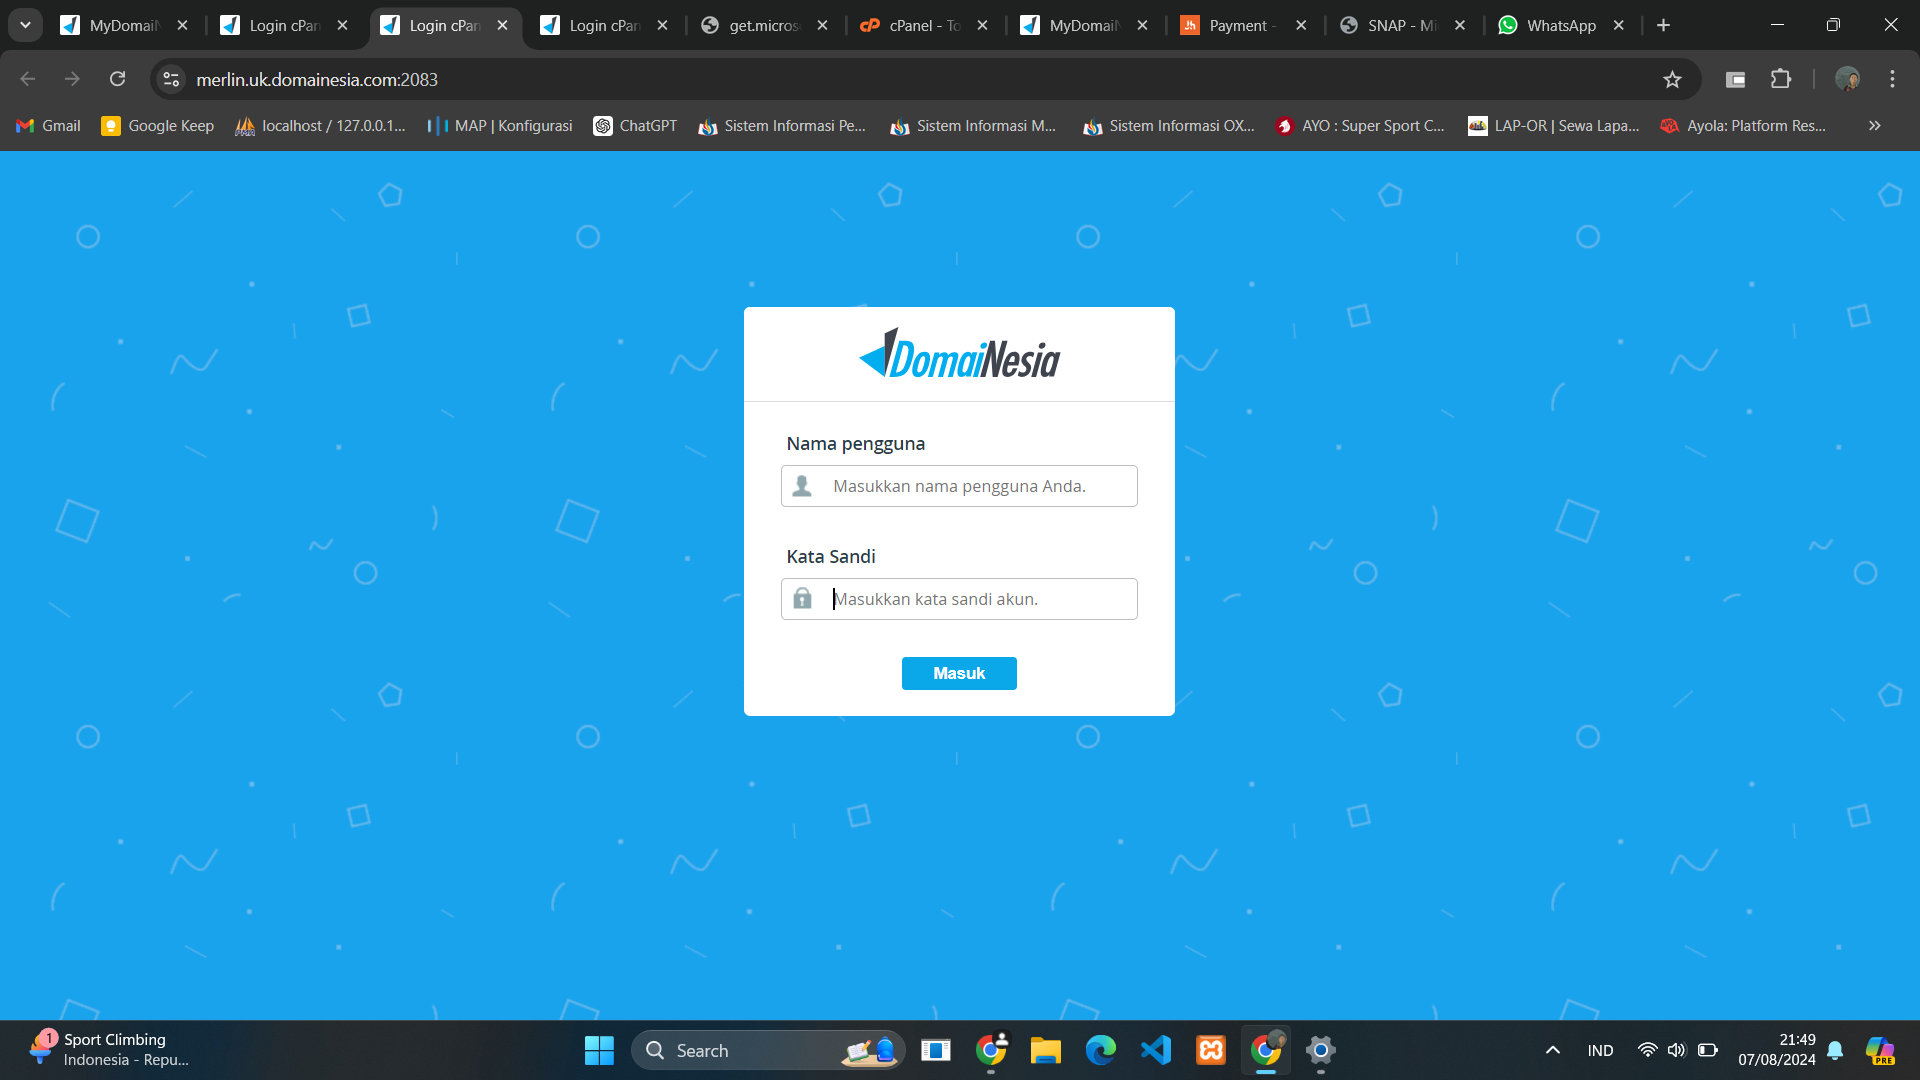 MyDomaiN
Login cPan
Login cPan
Login cPan
get.micros
cPanel - To
MyDomaiN
Payment -
SNAP - Mi
WhatsApp
merlin.uk.domainesia.com:2083
Gmail
Google Keep
localhost / 127.0.0.1...
MAP | Konfigurasi
ChatGPT
Sistem Informasi Pe...
Sistem Informasi M...
Sistem Informasi OX...
AYO : Super Sport C...
LAP-OR | Sewa Lapa...
Ayola: Platform Res...
DomaiNesia
Nama pengguna
Masukkan nama pengguna Anda.
Kata Sandi
Masukkan kata sandi akun.
Masuk
1
Sport Climbing
Indonesia - Repu...
Search
IND
21:49
07/08/2024
PRE